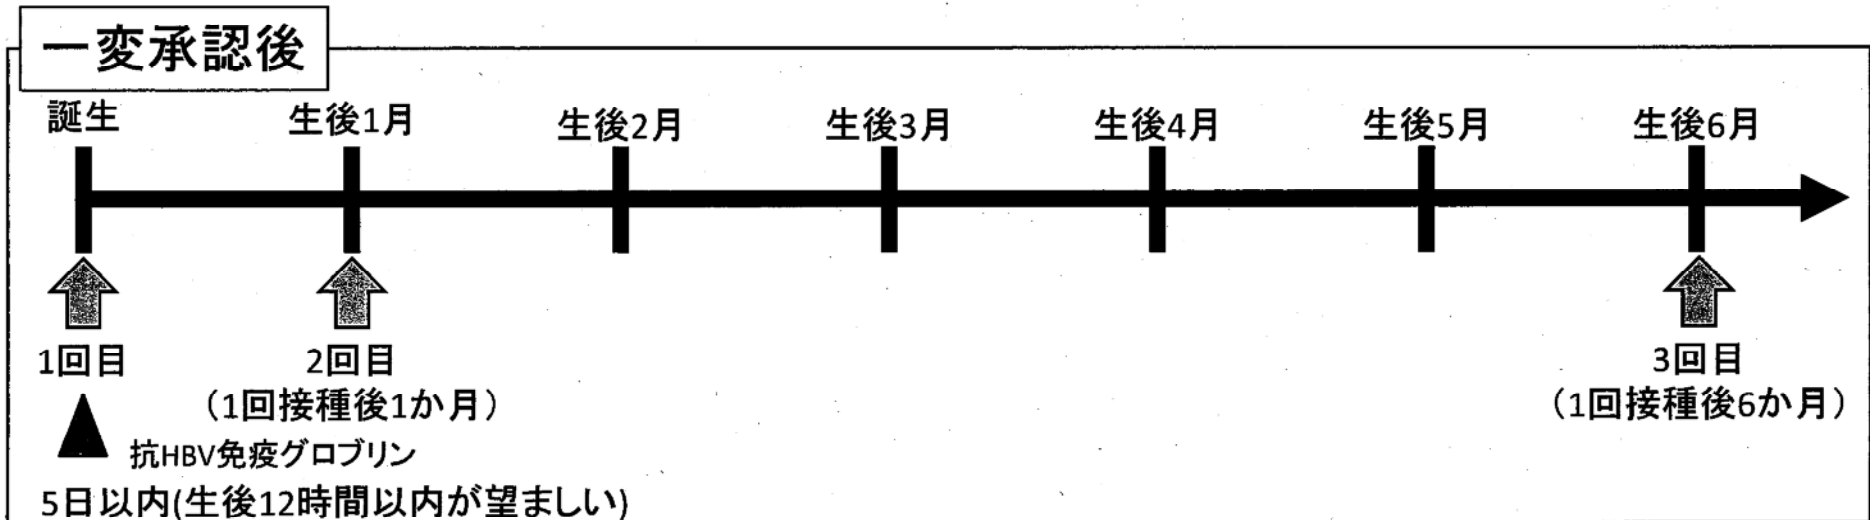 一変承認後
誕生 生後1月 生後2月 生後3月 生後4月 生後5月 生後6月
1回目 2回目 3回目
(1回接種後1か月) (1回接種後6か月)
抗HBV免疫グロブリン
5日以内(生後12時間以内が望ましい)